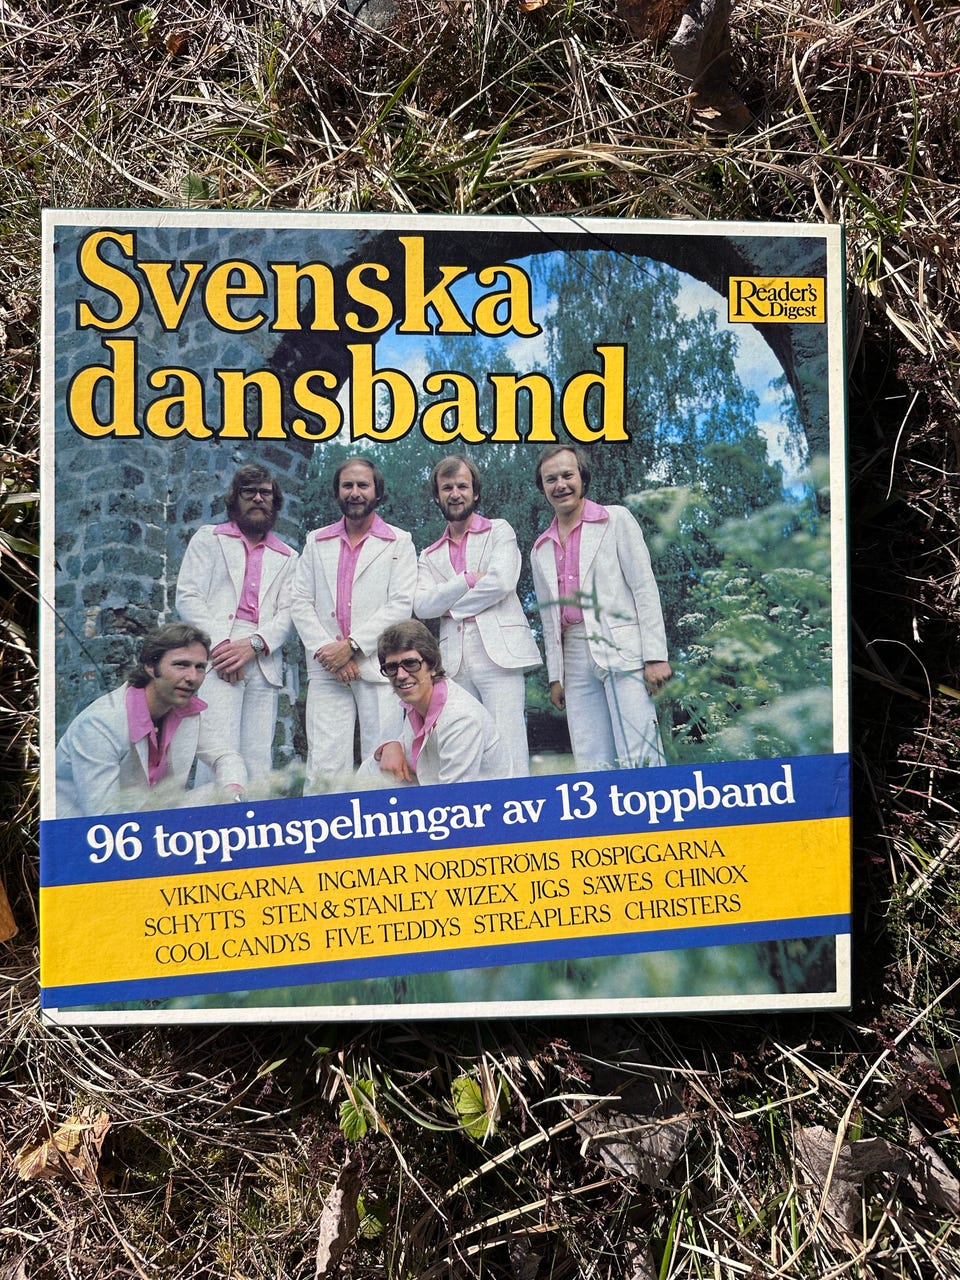 Svenska
dansband
Reader's
Digest
96 toppinspelningar av 13 toppband
VIKINGARNA INGMAR NORDSTRÖMS ROSPIGGARNA
SCHYTTS STEN & STANLEY WIZEX JIGS SÄWES CHINOX
COOL CANDYS FIVE TEDDYS STREAPLERS CHRISTERS